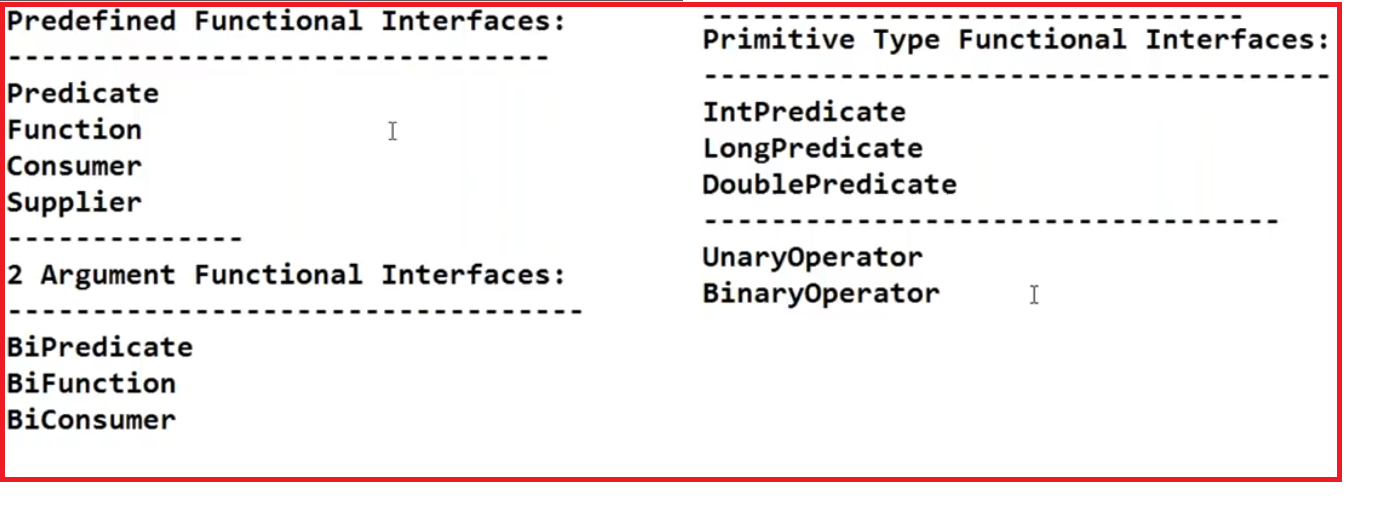 Predefined Functional Interfaces:
---------------------------------
Predicate
Function
Consumer
Supplier
--------------
2 Argument Functional Interfaces:
----------------------------------
BiPredicate
BiFunction
BiConsumer
--------------------------------
Primitive Type Functional Interfaces:
-------------------------------------
IntPredicate
LongPredicate
DoublePredicate
----------------------------------
UnaryOperator
BinaryOperator